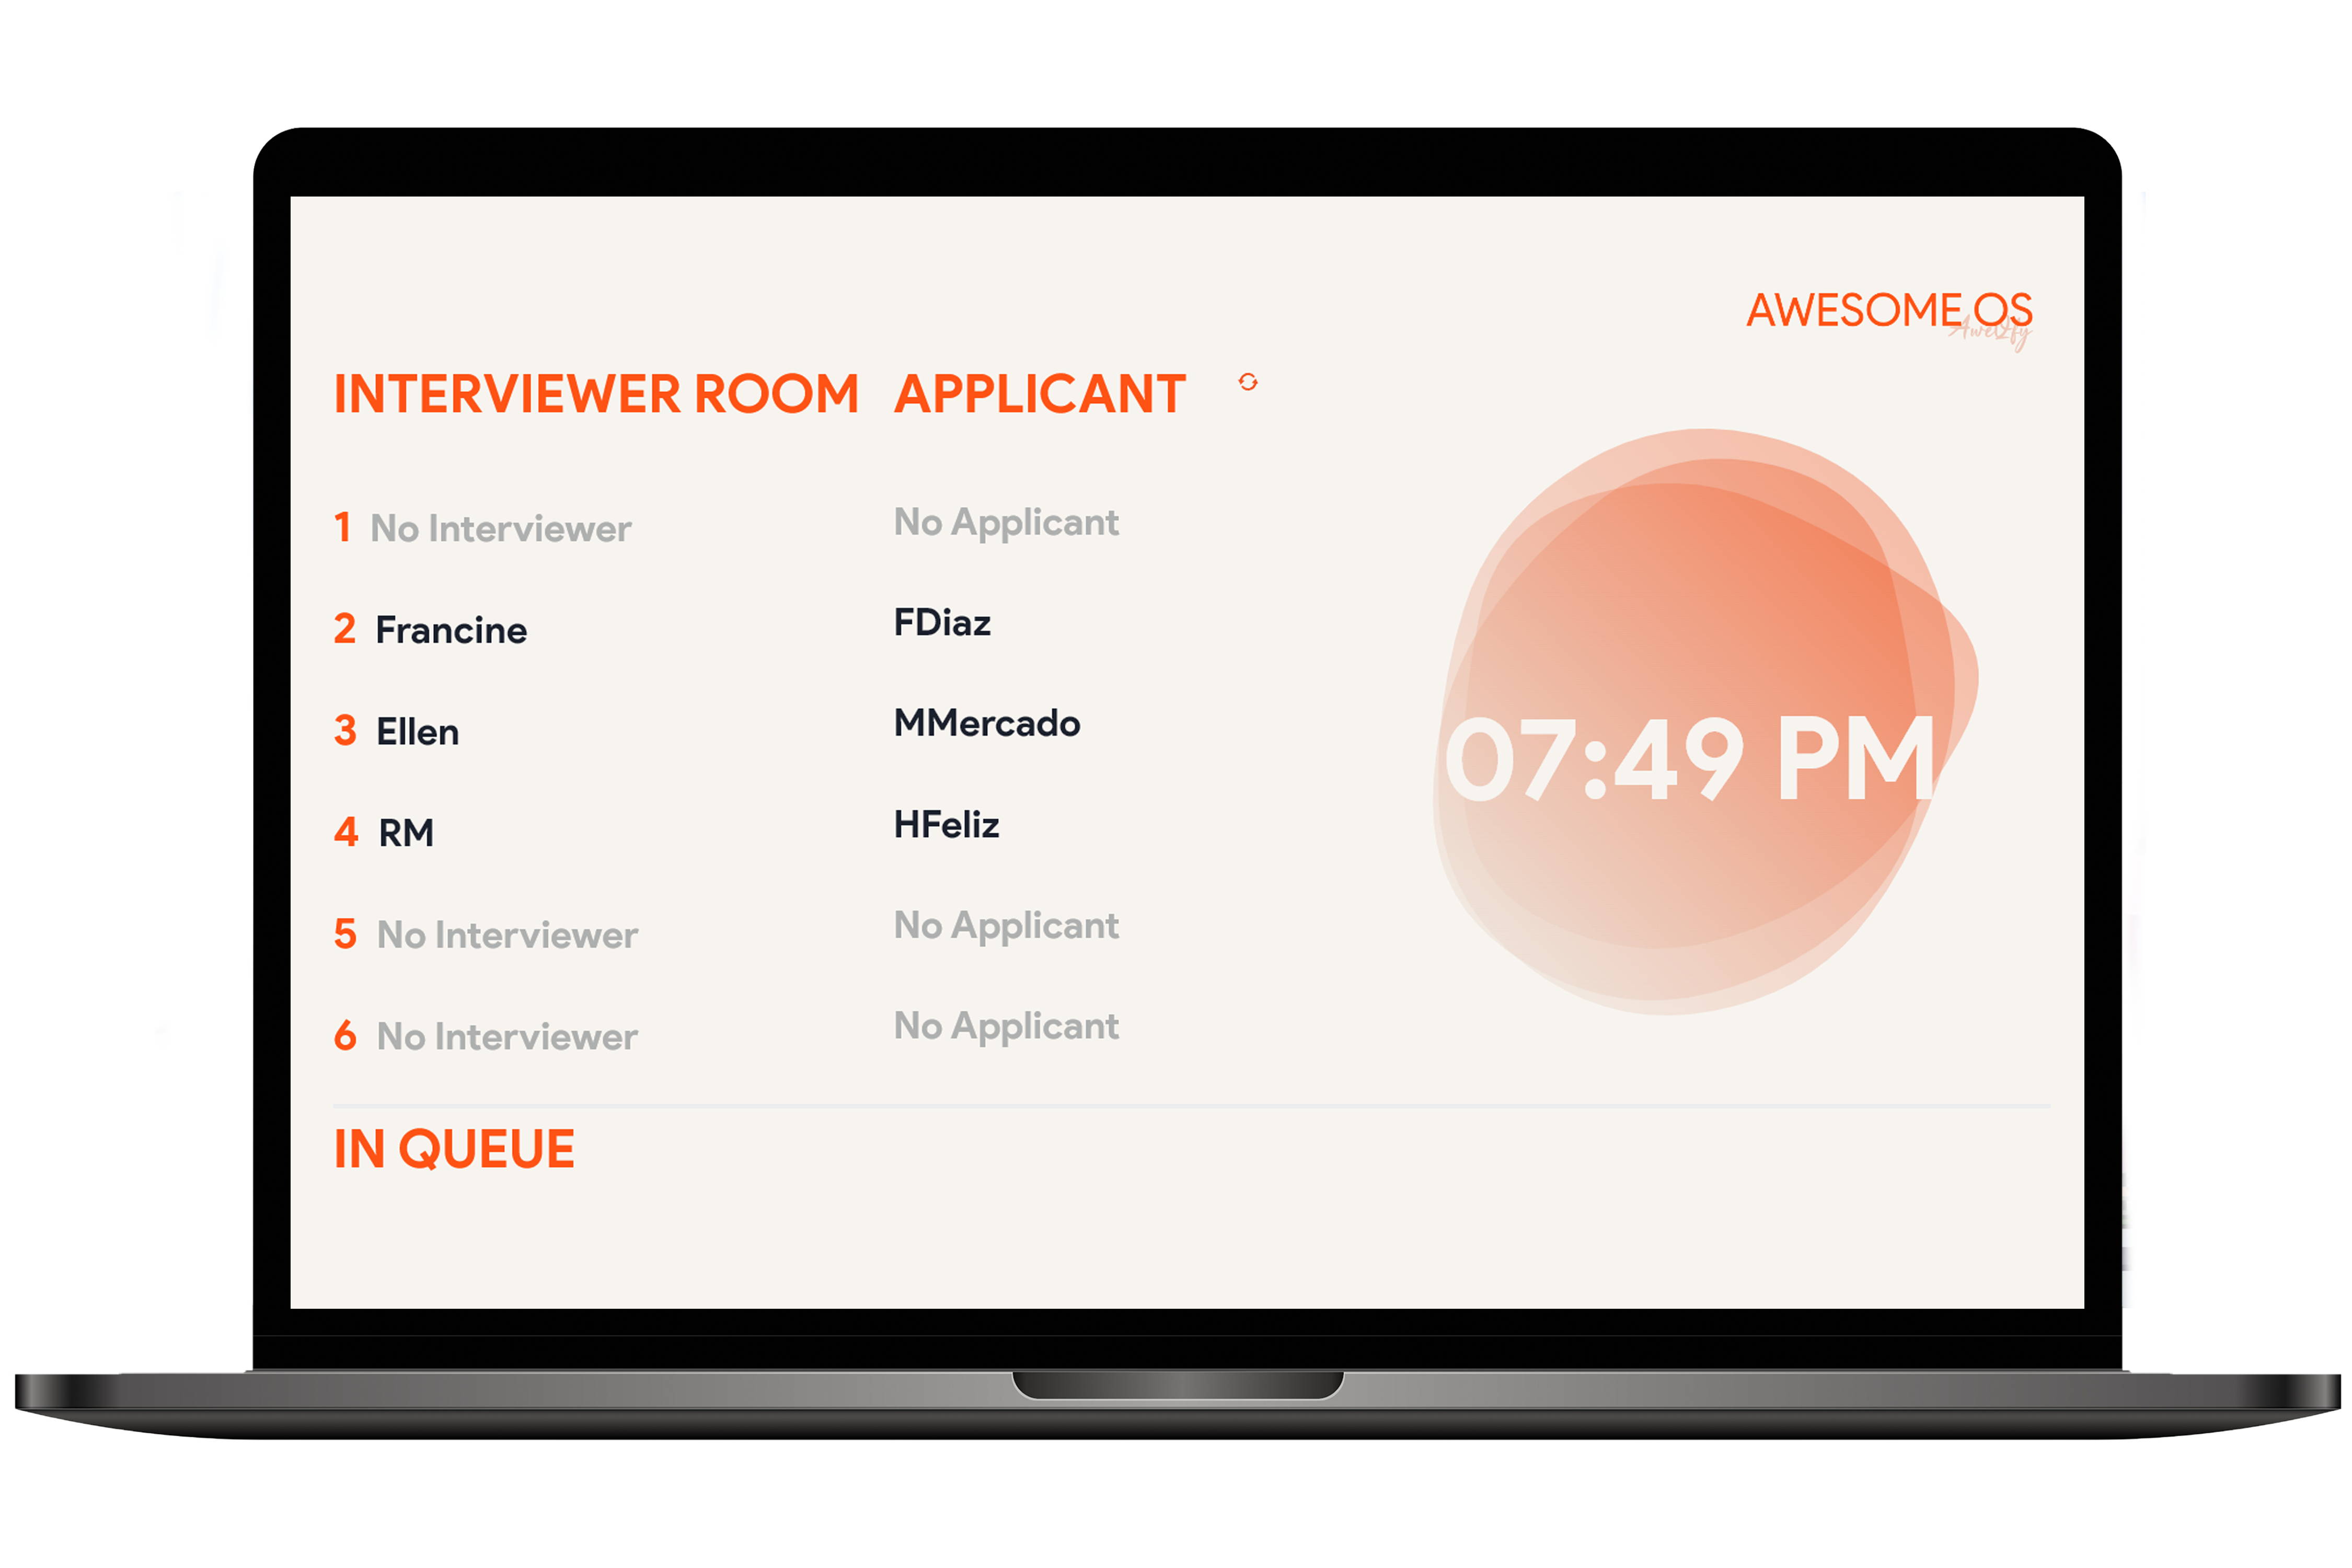 AWESOME OS
INTERVIEWER ROOM APPLICANT
1 No Interviewer No Applicant
2 Francine FDiaz
3 Ellen MMercado
4 RM HFeliz
5 No Interviewer No Applicant
6 No Interviewer No Applicant
07:49 PM
IN QUEUE